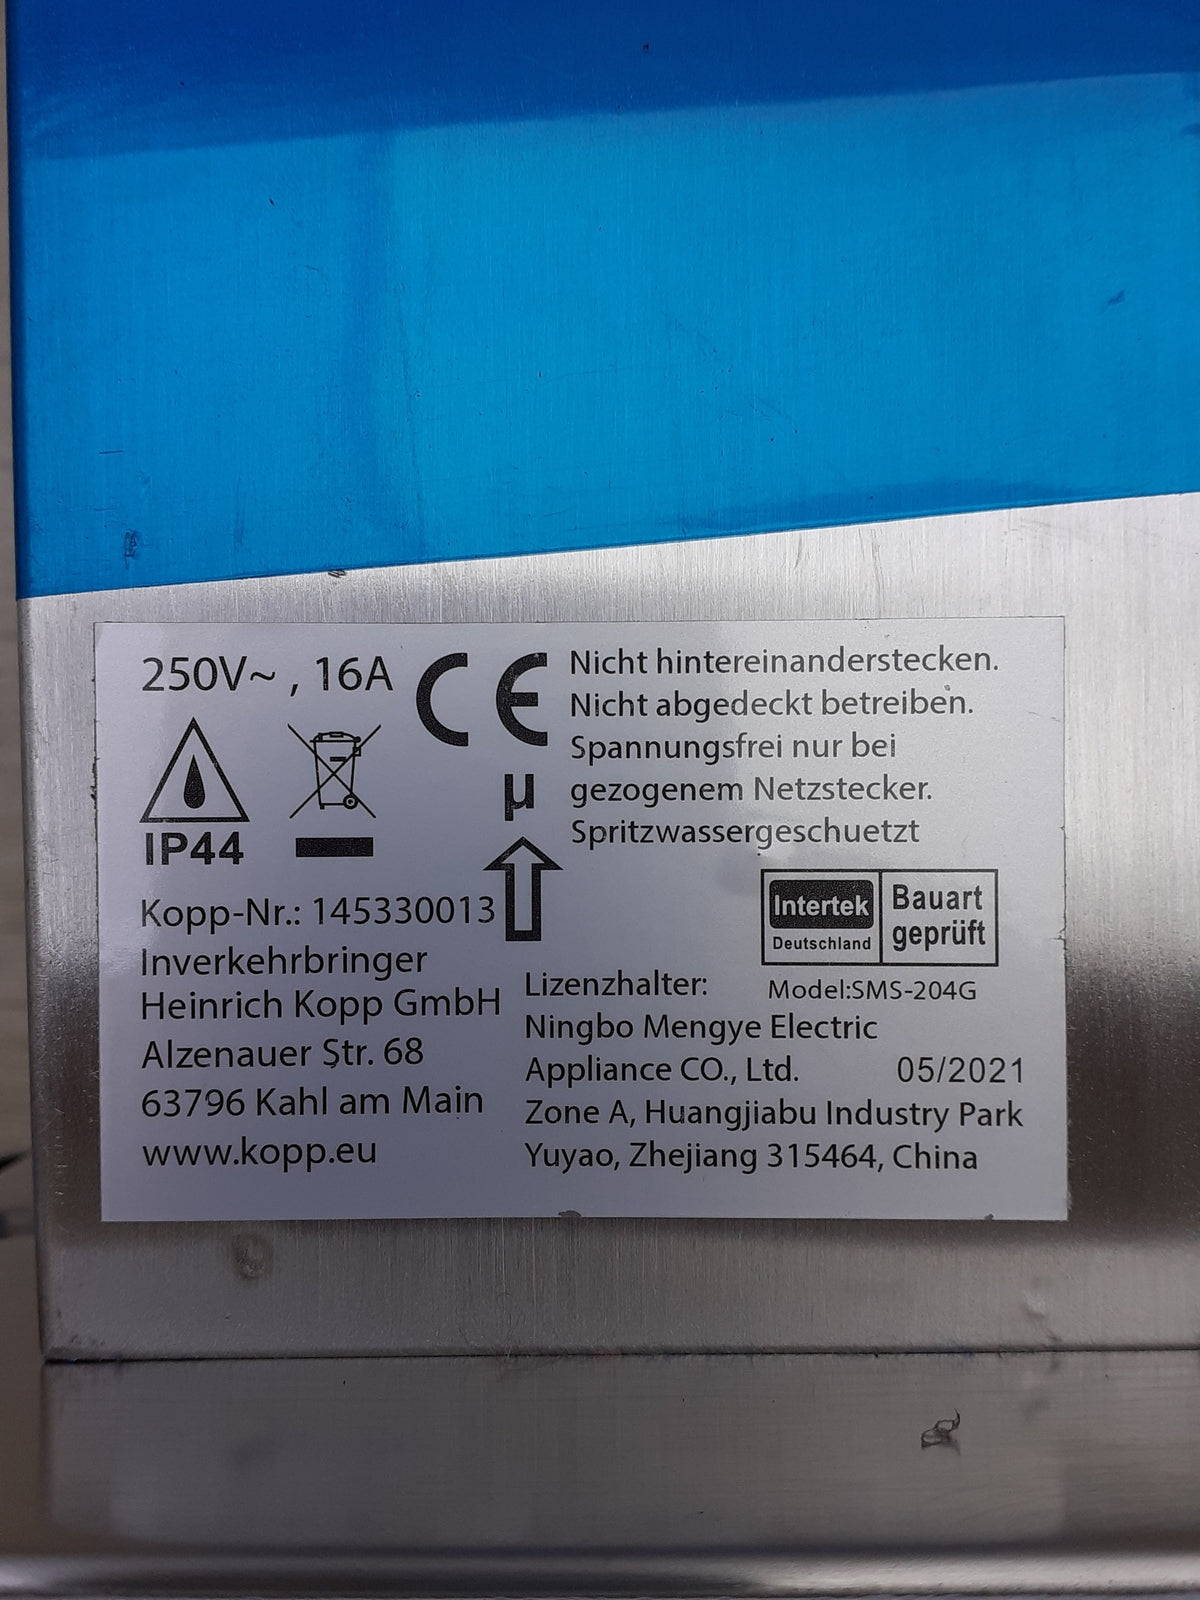 250V~ , 16A
CE
IP44
µ
Nicht hintereinanderstecken.
Nicht abgedeckt betreiben.
Spannungsfrei nur bei
gezogenem Netzstecker.
Spritzwassergeschuetzt
Intertek
Deutschland
Bauart
geprüft
Kopp-Nr.: 145330013
Inverkehrbringer
Heinrich Kopp GmbH
Alzenauer Str. 68
63796 Kahl am Main
www.kopp.eu
Lizenzhalter:
Model:SMS-204G
Ningbo Mengye Electric
Appliance CO., Ltd. 05/2021
Zone A, Huangjiabu Industry Park
Yuyao, Zhejiang 315464, China